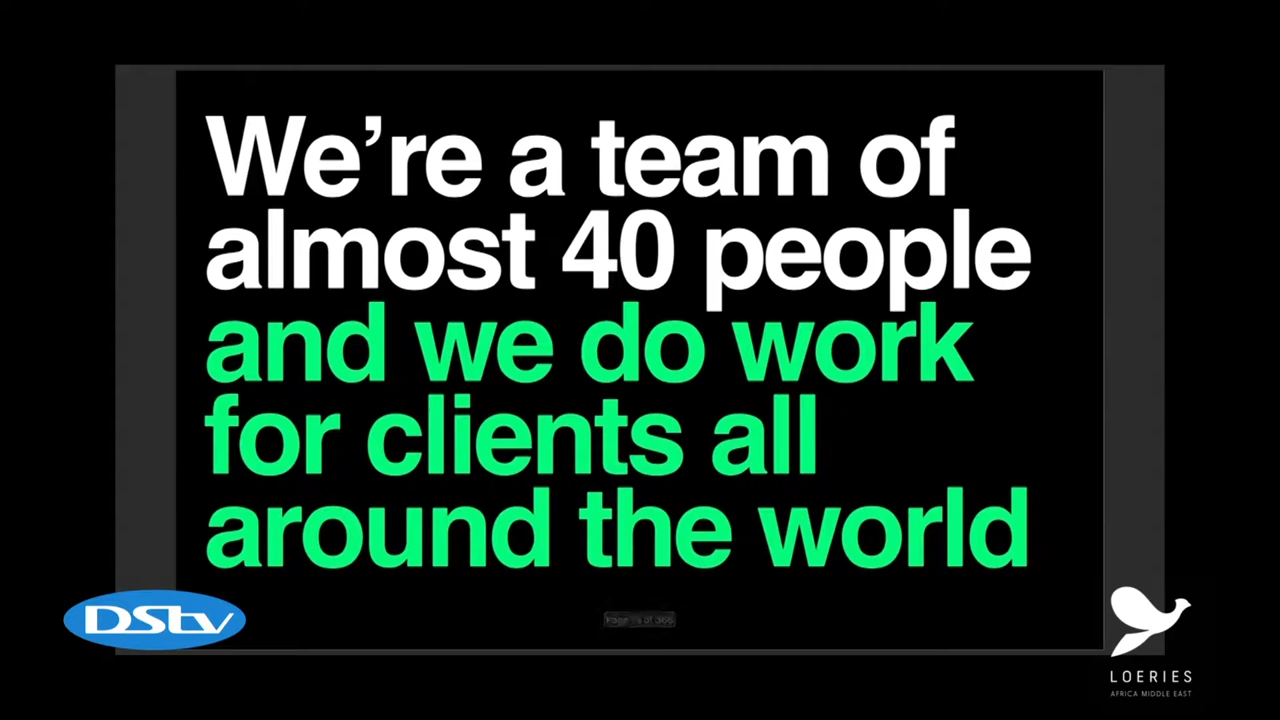 We're a team of
almost 40 people
and we do work
for clients all
around the world
DStv
LOERIES
AFRICA MIDDLE EAST